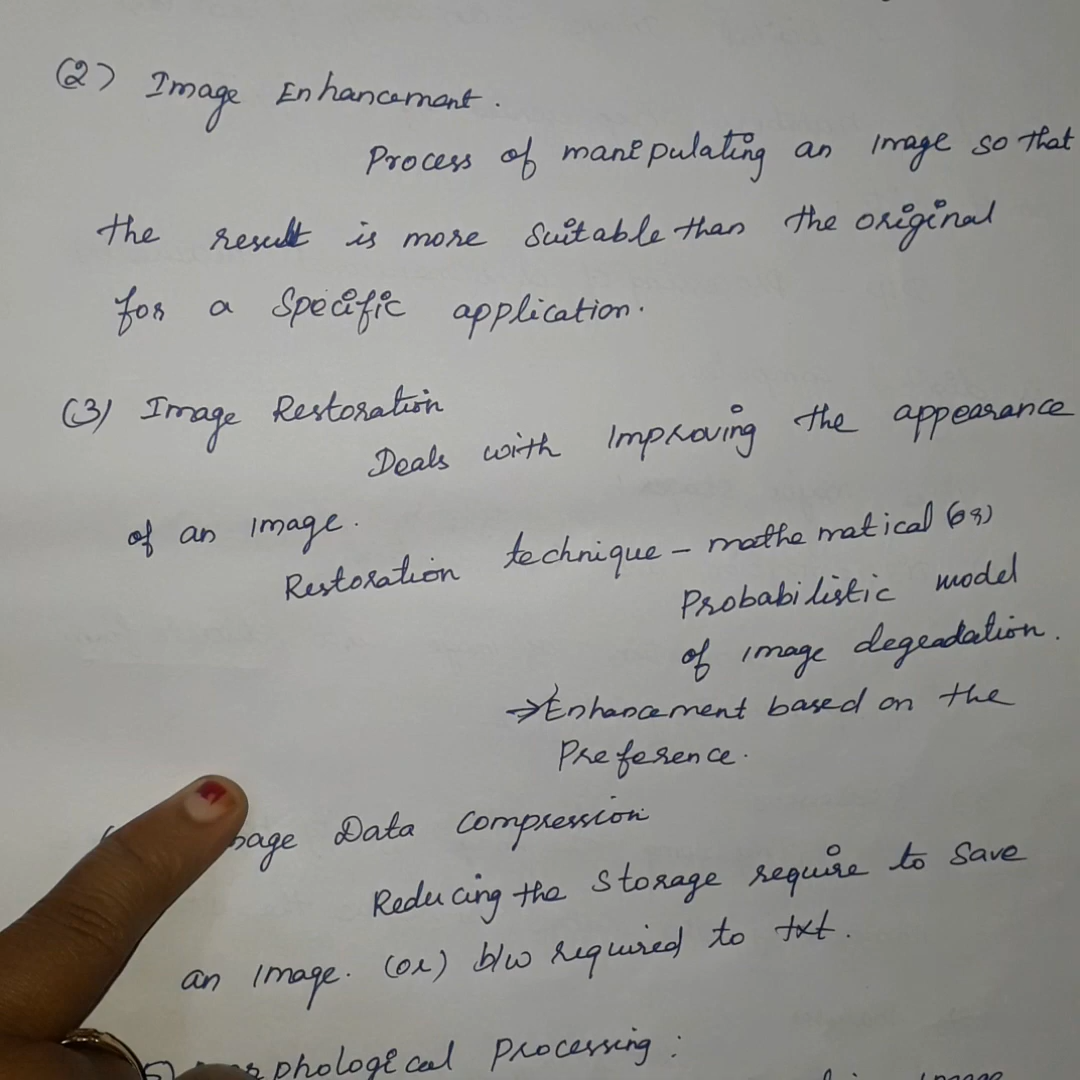 (2) Image Enhancement.
Process of manipulating an image so that
the result is more suitable than the original
for a specific application.
(3) Image Restoration
Deals with Improving the appearance
of an image.
Restoration technique - mathematical (or)
Probabilistic model
of image degradation.
→ Enhancement based on the
Preference.
Data compression
Reducing the storage require to save
an image. (or) b/w required to txt.
Processing :